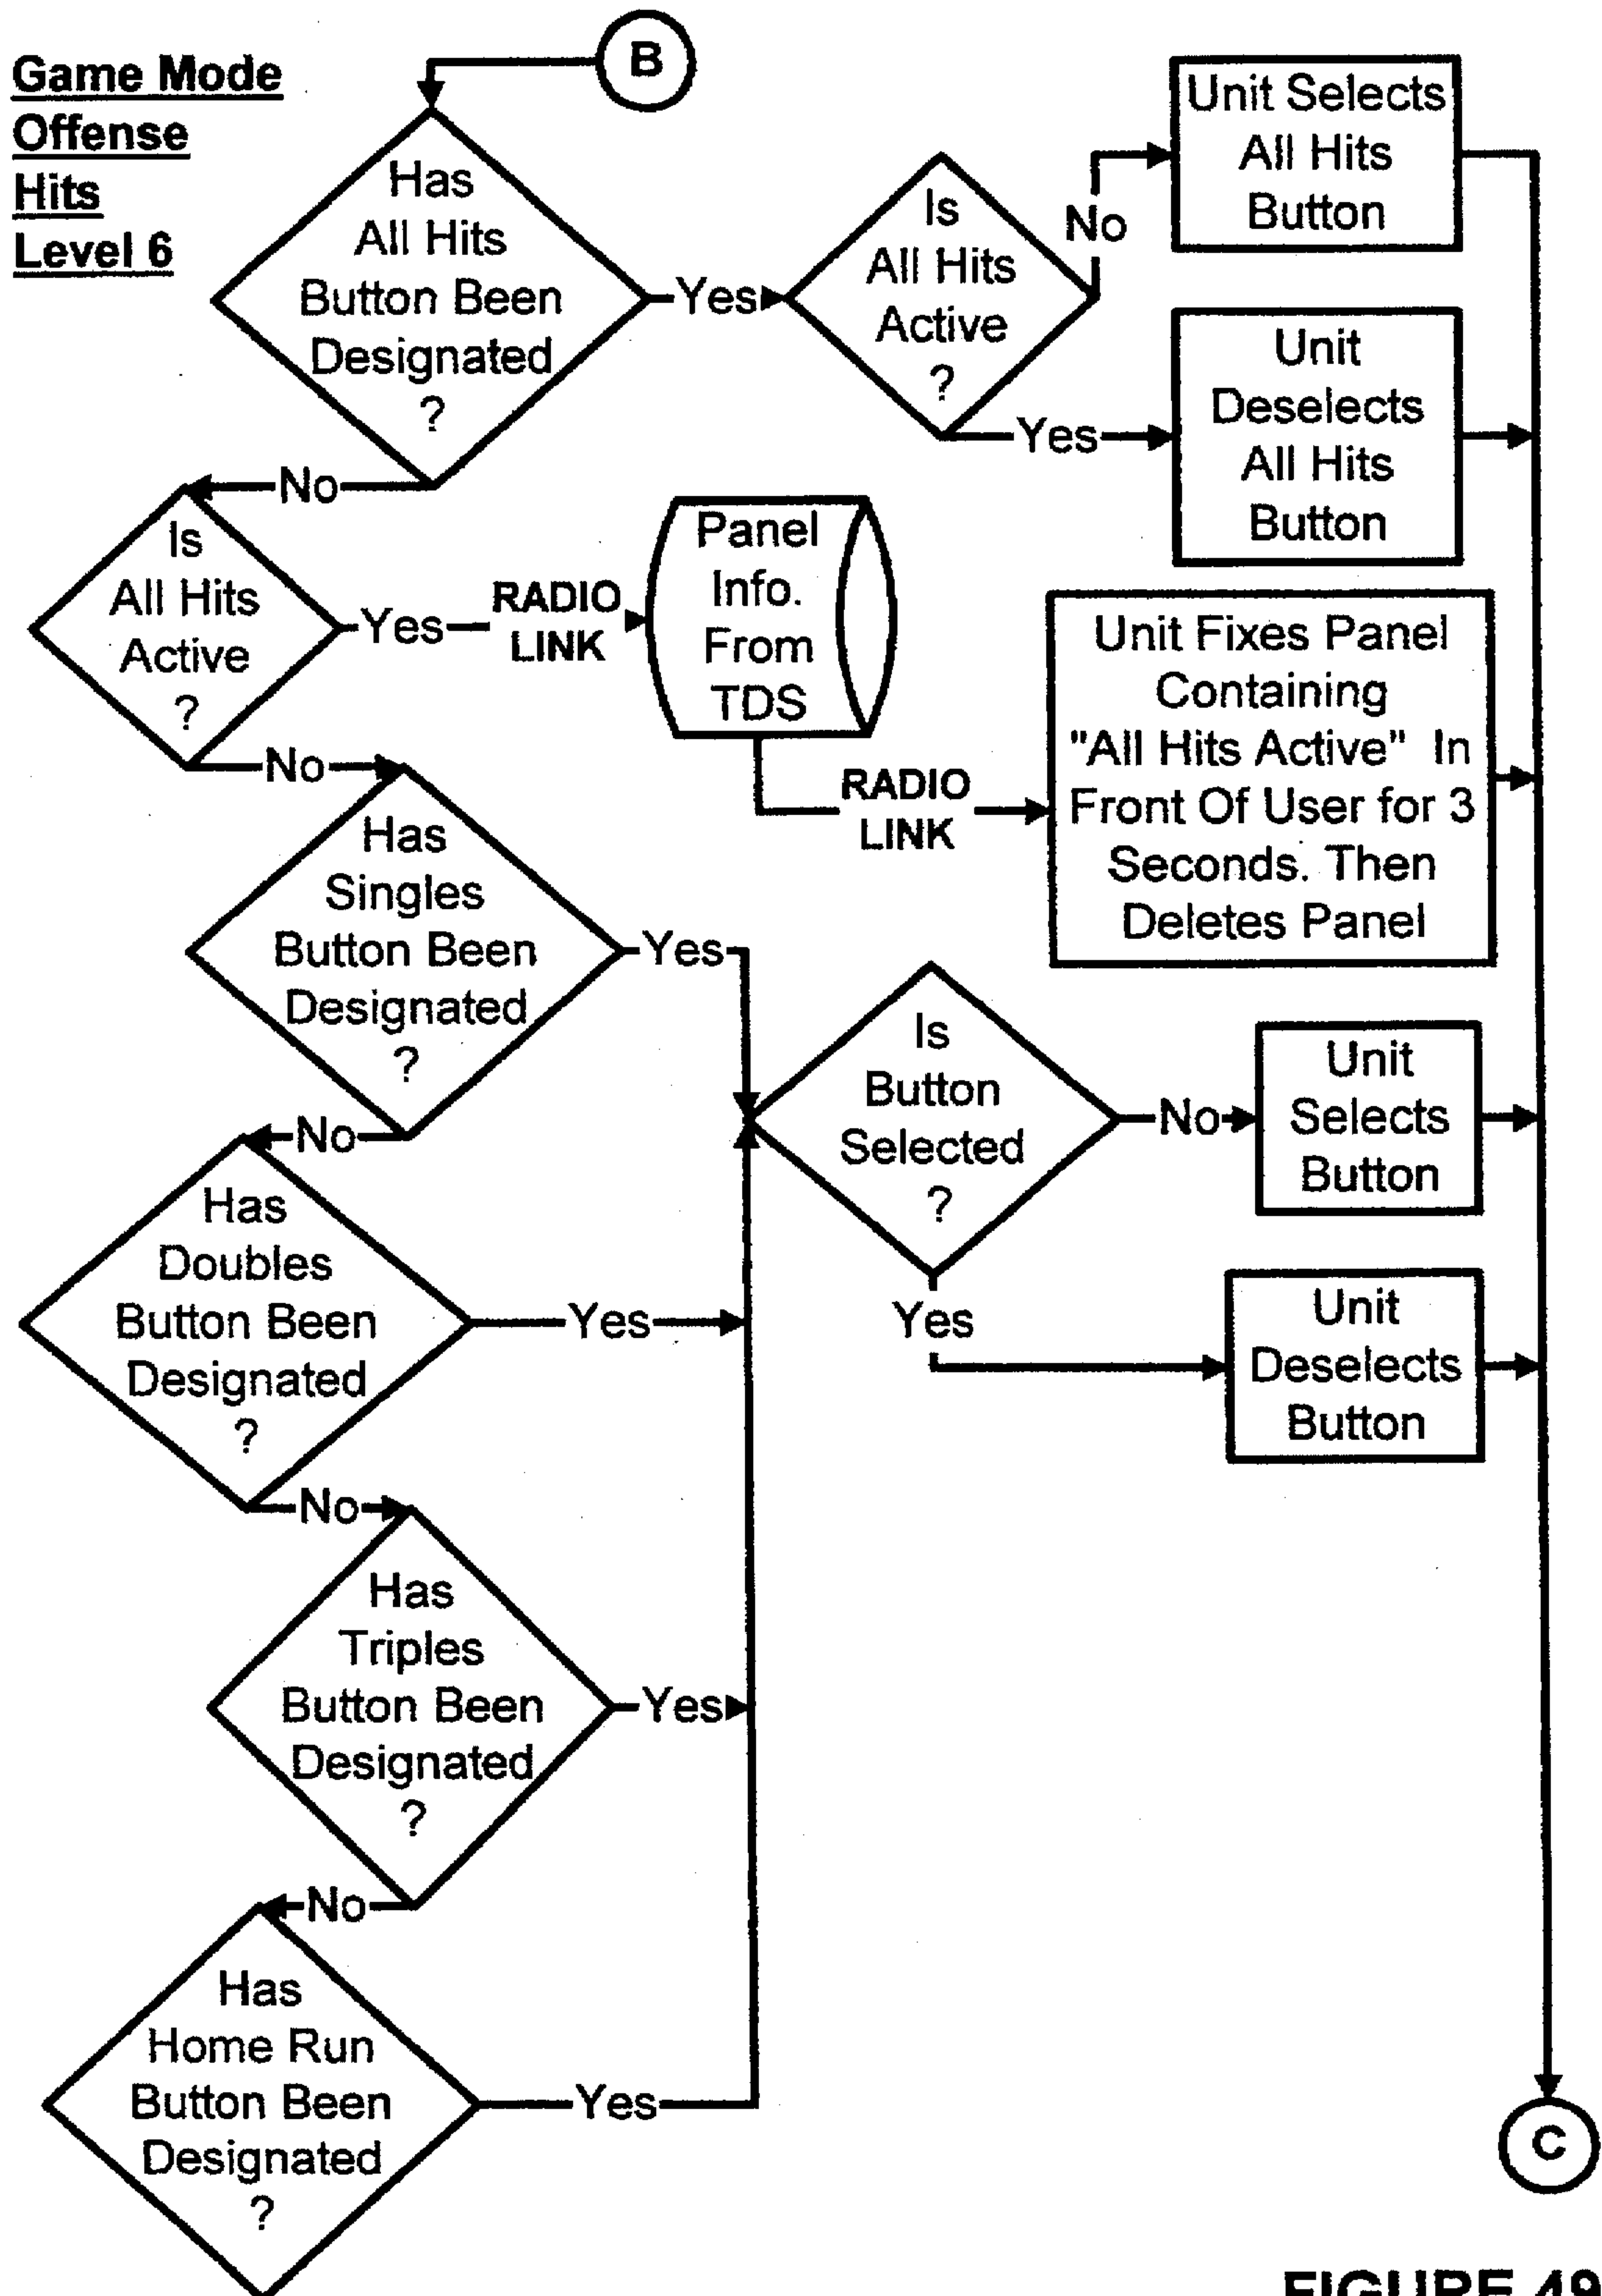 Game Mode
Offense
Hits
Level 6
B
Has
All Hits
Button Been
Designated
?
Yes
Is
All Hits
Active
?
No
Unit Selects
All Hits
Button
Yes
Unit
Deselects
All Hits
Button
No
Is
All Hits
Active
?
Yes
RADIO
LINK
Panel
Info.
From
TDS
RADIO
LINK
Unit Fixes Panel
Containing
"All Hits Active" In
Front Of User for 3
Seconds. Then
Deletes Panel
No
Has
Singles
Button Been
Designated
?
Yes
Is
Button
Selected
?
No
Unit
Selects
Button
Yes
Unit
Deselects
Button
No
Has
Doubles
Button Been
Designated
?
Yes
No
Has
Triples
Button Been
Designated
?
Yes
No
Has
Home Run
Button Been
Designated
?
Yes
C
FIGURE 49